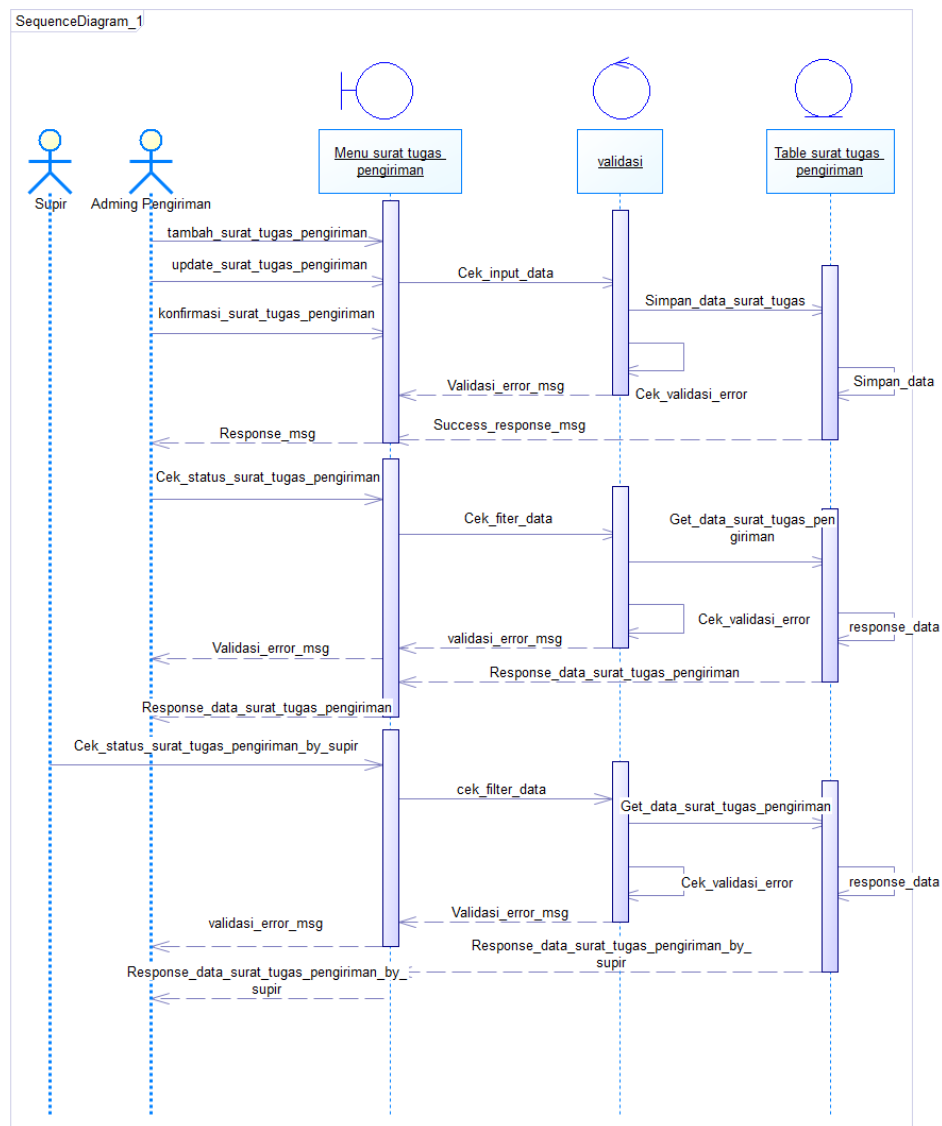 SequenceDiagram_1
Menu surat tugas
pengiriman
validasi
Table surat tugas
pengiriman
Supir
Adming Pengiriman
tambah_surat_tugas_pengiriman
update_surat_tugas_pengiriman
Cek_input_data
Simpan_data_surat_tugas
konfirmasi_surat_tugas_pengiriman
Validasi_error_msg
Cek_validasi_error
Simpan_data
Success_response_msg
Response_msg
Cek_status_surat_tugas_pengiriman
Cek_fiter_data
Get_data_surat_tugas_pen
giriman
Cek_validasi_error
response_data
validasi_error_msg
Validasi_error_msg
Response_data_surat_tugas_pengiriman
Response_data_surat_tugas_pengiriman
Cek_status_surat_tugas_pengiriman_by_supir
cek_filter_data
Get_data_surat_tugas_pengiriman
Cek_validasi_error
response_data
Validasi_error_msg
validasi_error_msg
Response_data_surat_tugas_pengiriman_by_
supir
Response_data_surat_tugas_pengiriman_by_
supir